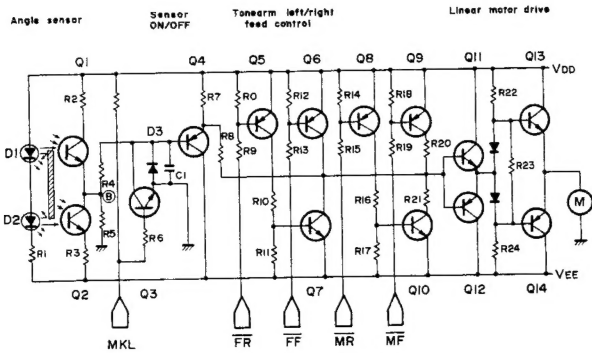 Angle sensor
Sensor
ON/OFF
Tonearm left/right
feed control
Linear motor drive
Q1 Q4 Q5 Q6 Q8 Q9 Q11 Q13
VDD
R2 R7 R0 R12 R14 R18 R22
D1 D3 R8 R9 R13 R15 R19 R20
R4 C1 R23
B
D2 R5 R6 R10 R16 R21 M
R1 R3 R11 R17 R24
VEE
Q2 Q3 Q7 Q10 Q12 Q14
MKL FR FF MR MF